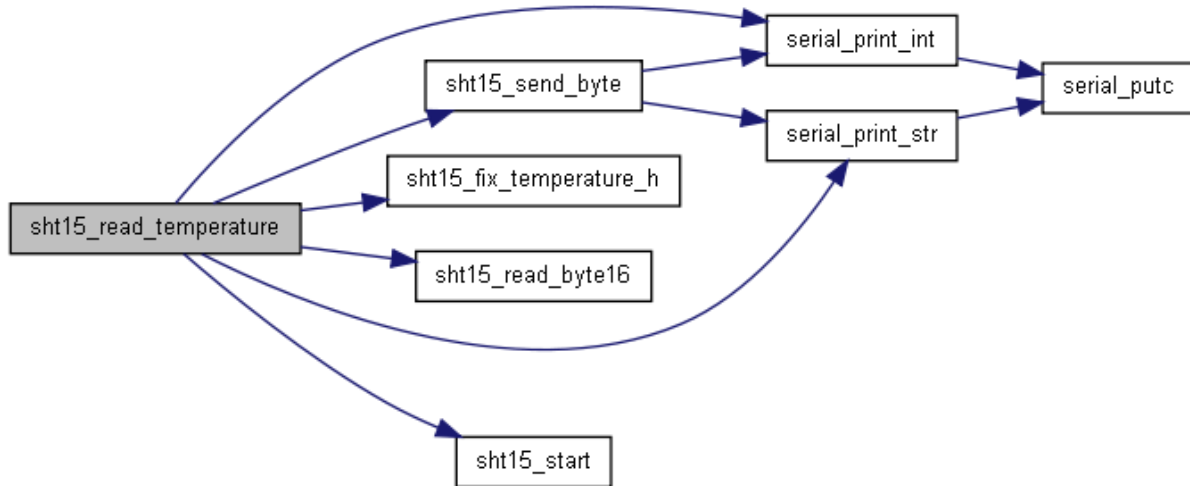 serial_print_int
sht15_send_byte
serial_putc
serial_print_str
sht15_fix_temperature_h
sht15_read_temperature
sht15_read_byte16
sht15_start